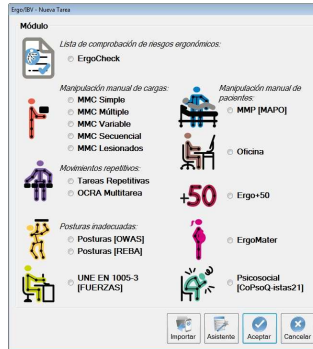 Ergo/IBV - Nueva Tarea
Módulo
Lista de comprobación de riesgos ergonómicos:
ErgoCheck
Manipulación manual de cargas:
MMC Simple
MMC Múltiple
MMC Variable
MMC Secuencial
MMC Lesionados
Manipulación manual de
pacientes:
MMP [MAPO]
Oficina
Movimientos repetitivos:
Tareas Repetitivas
OCRA Multitarea
+50
Ergo+50
Posturas inadecuadas:
Posturas [OWAS]
Posturas [REBA]
ErgoMater
UNE EN 1005-3
[FUERZAS]
Psicosocial
[CoPsoQ-istas21]
Importar
Asistente
Aceptar
Cancelar